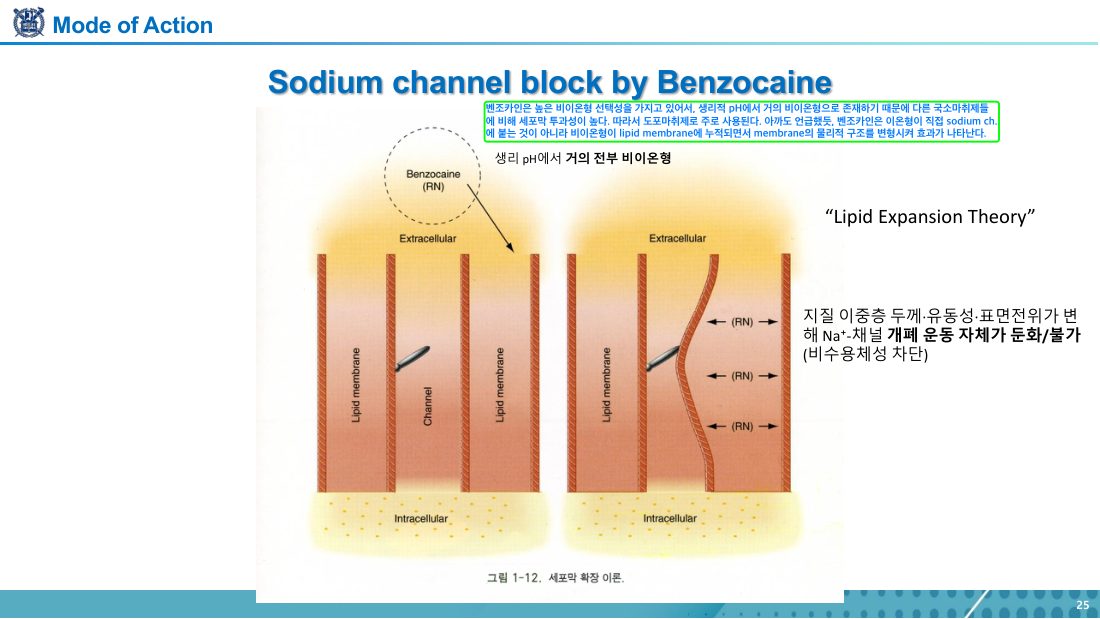 Mode of Action
Sodium channel block by Benzocaine
벤조카인은 높은 비이온형 선택성을 가지고 있어서, 생리적 pH에서 거의 비이온형으로 존재하기 때문에 다른 국소마취제들
에 비해 세포막 투과성이 높다. 따라서 도포마취제로 주로 사용된다. 아까도 언급했듯, 벤조카인은 이온형이 직접 sodium ch.
에 붙는 것이 아니라 비이온형이 lipid membrane에 누적되면서 membrane의 물리적 구조를 변형시켜 효과가 나타난다.
생리 pH에서 거의 전부 비이온형
Benzocaine
(RN)
Extracellular
Lipid membrane
Channel
Lipid membrane
Intracellular
Extracellular
Lipid membrane
(RN)
(RN)
(RN)
Intracellular
“Lipid Expansion Theory”
지질 이중층 두께·유동성·표면전위가 변
해 Na⁺-채널 개폐 운동 자체가 둔화/불가
(비수용체성 차단)
그림 1-12. 세포막 확장 이론.
25